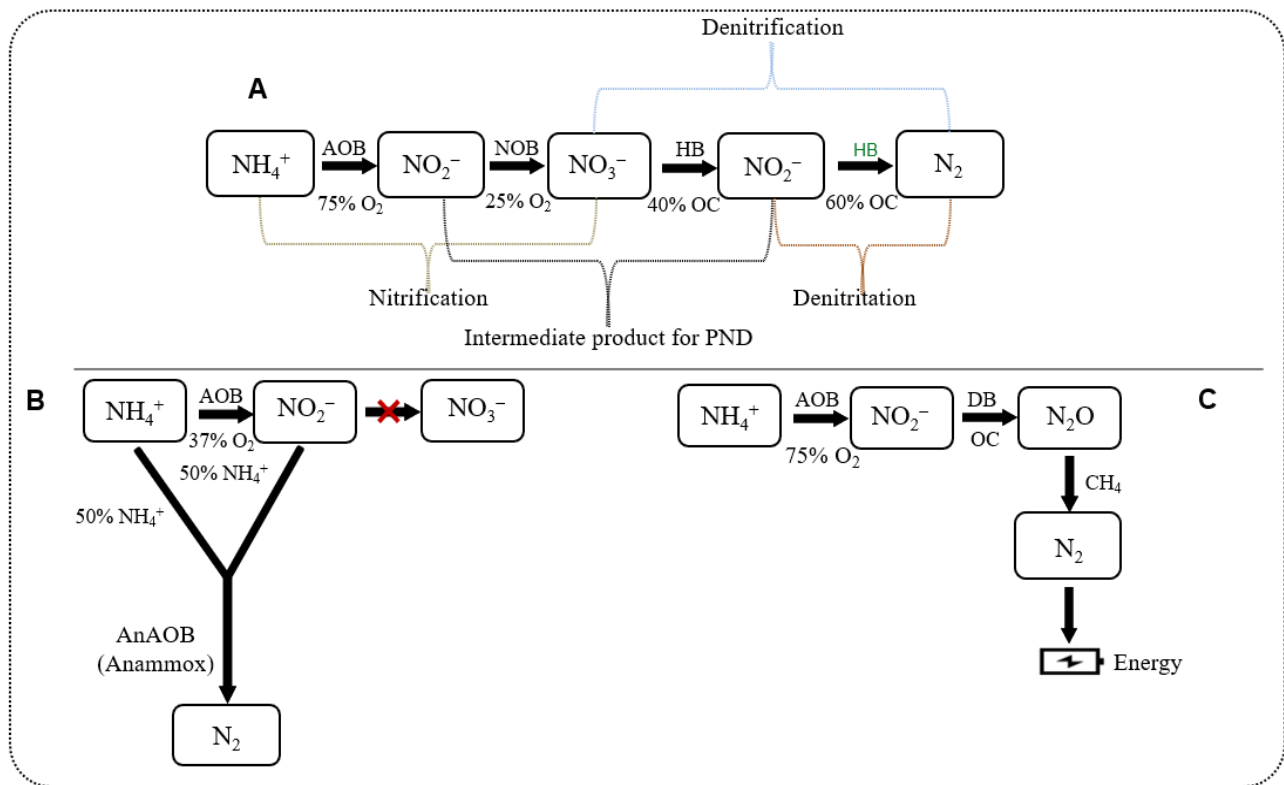 Denitrification
A
NH₄⁺
AOB
75% O₂
NO₂⁻
NOB
25% O₂
NO₃⁻
HB
40% OC
NO₂⁻
HB
60% OC
N₂
Nitrification
Denitritation
Intermediate product for PND
B
NH₄⁺
AOB
37% O₂
NO₂⁻
NO₃⁻
50% NH₄⁺
50% NH₄⁺
AnAOB
(Anammox)
N₂
C
NH₄⁺
AOB
75% O₂
NO₂⁻
DB
OC
N₂O
CH₄
N₂
Energy